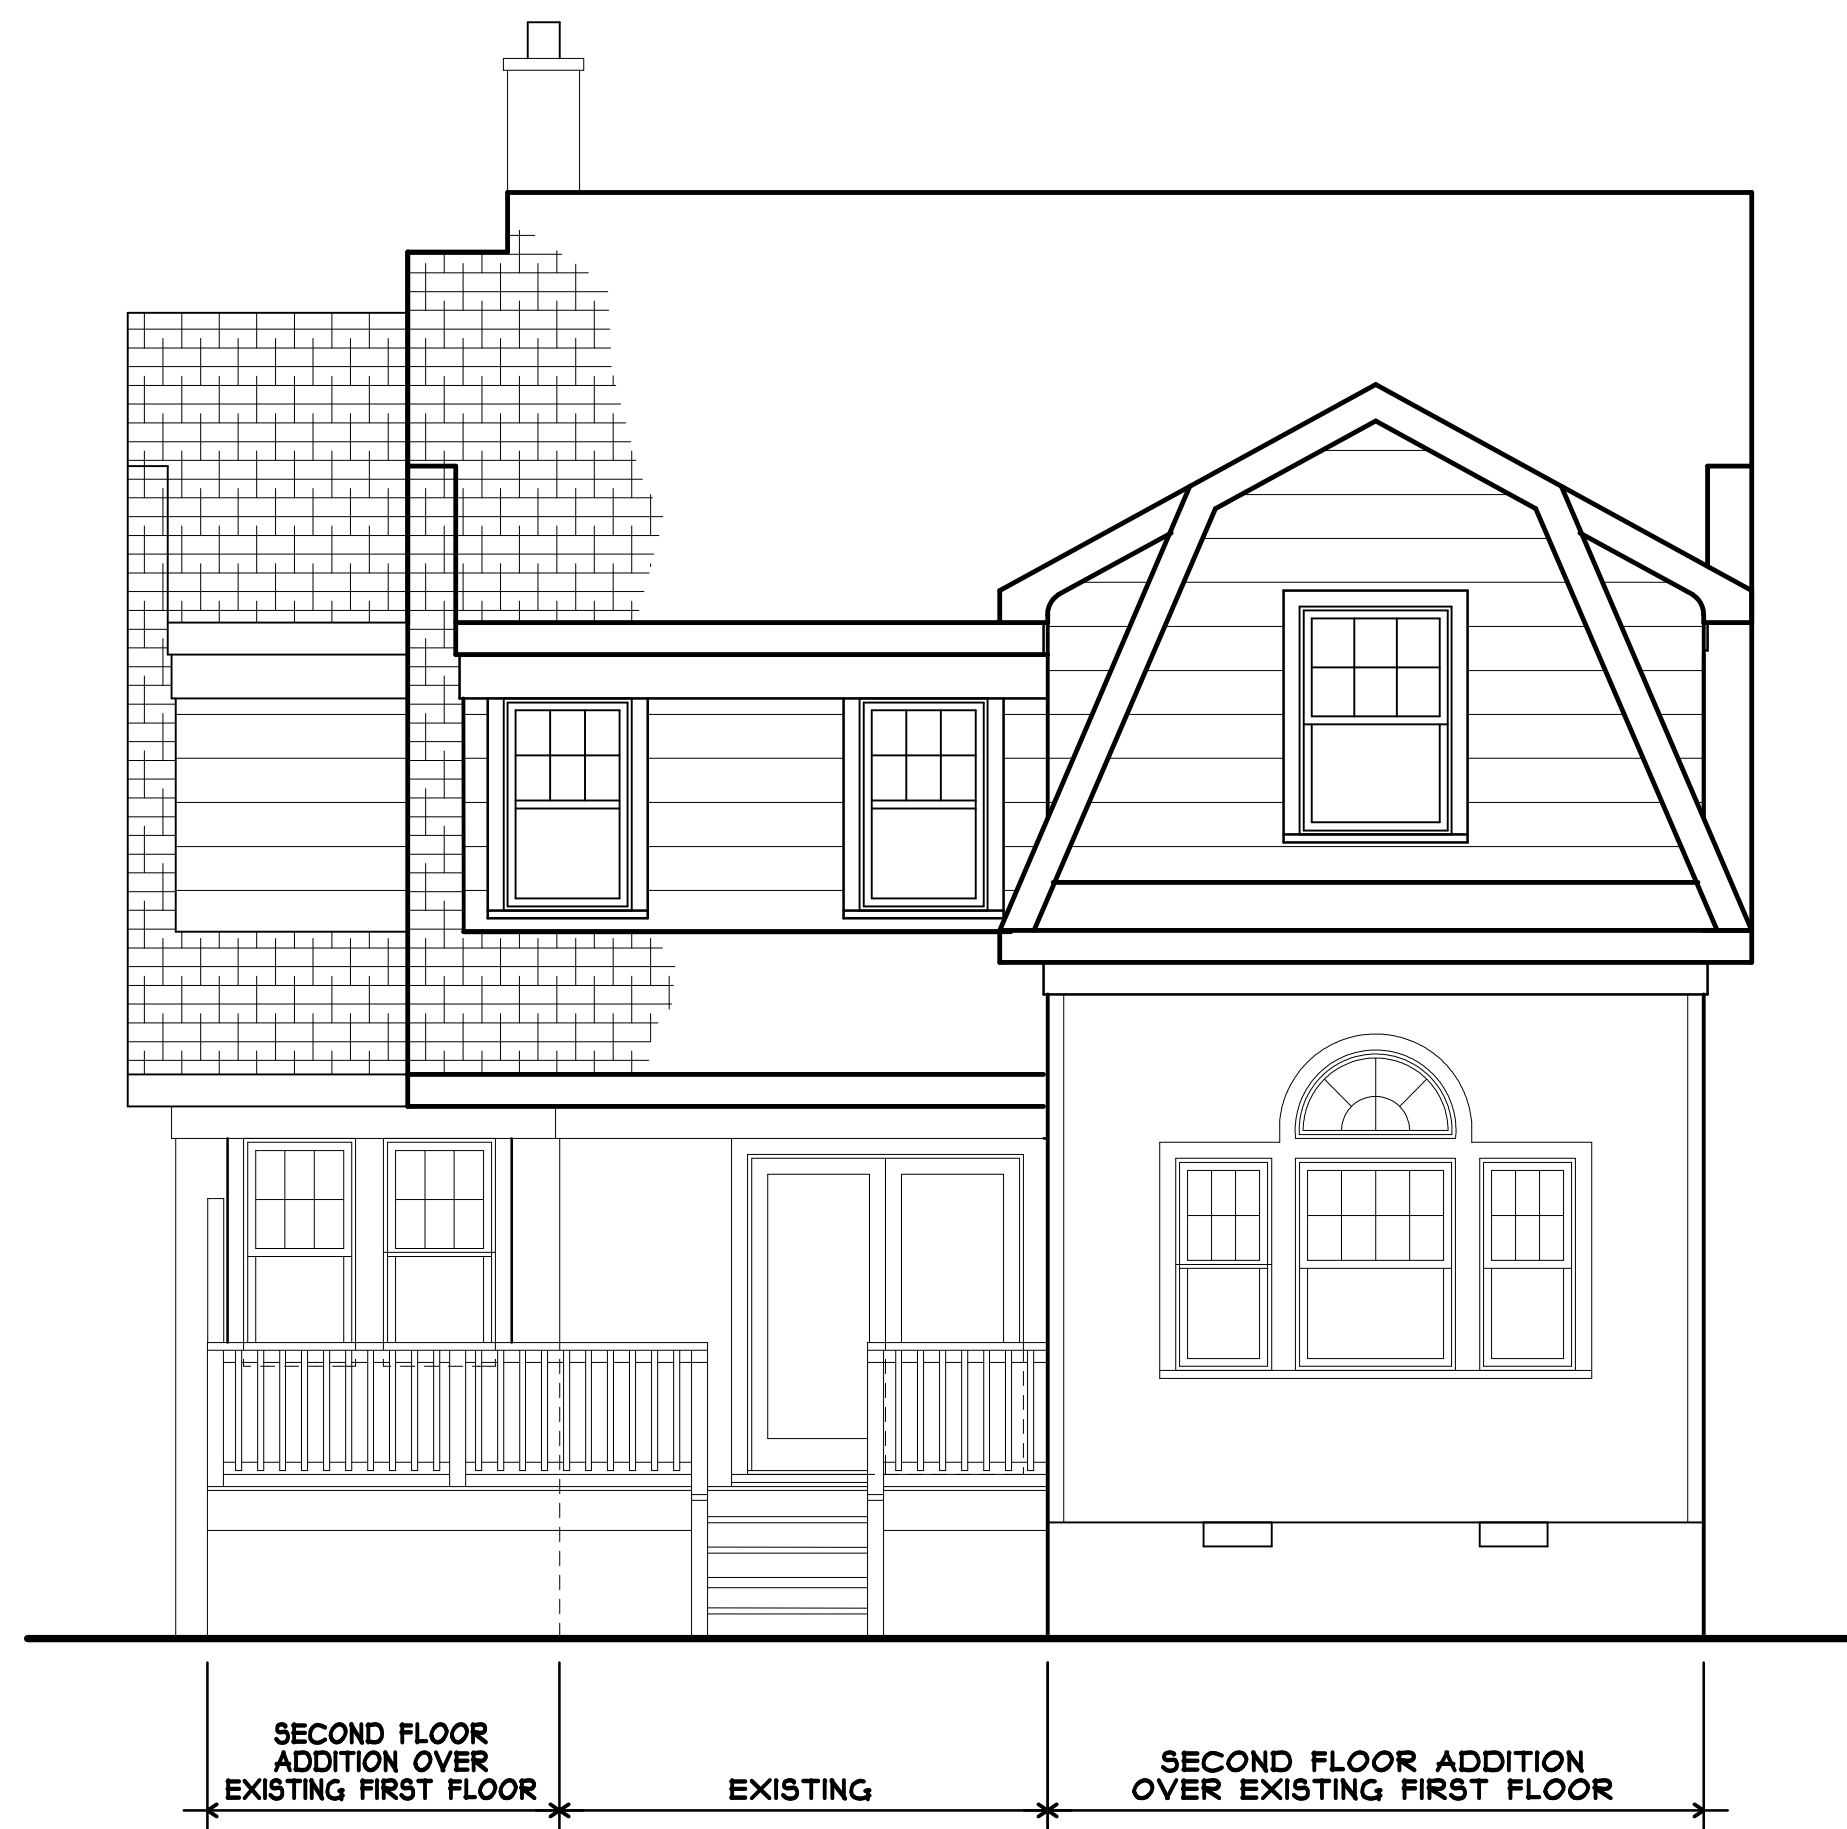 SECOND FLOOR
ADDITION OVER
EXISTING FIRST FLOOR
EXISTING
SECOND FLOOR ADDITION
OVER EXISTING FIRST FLOOR